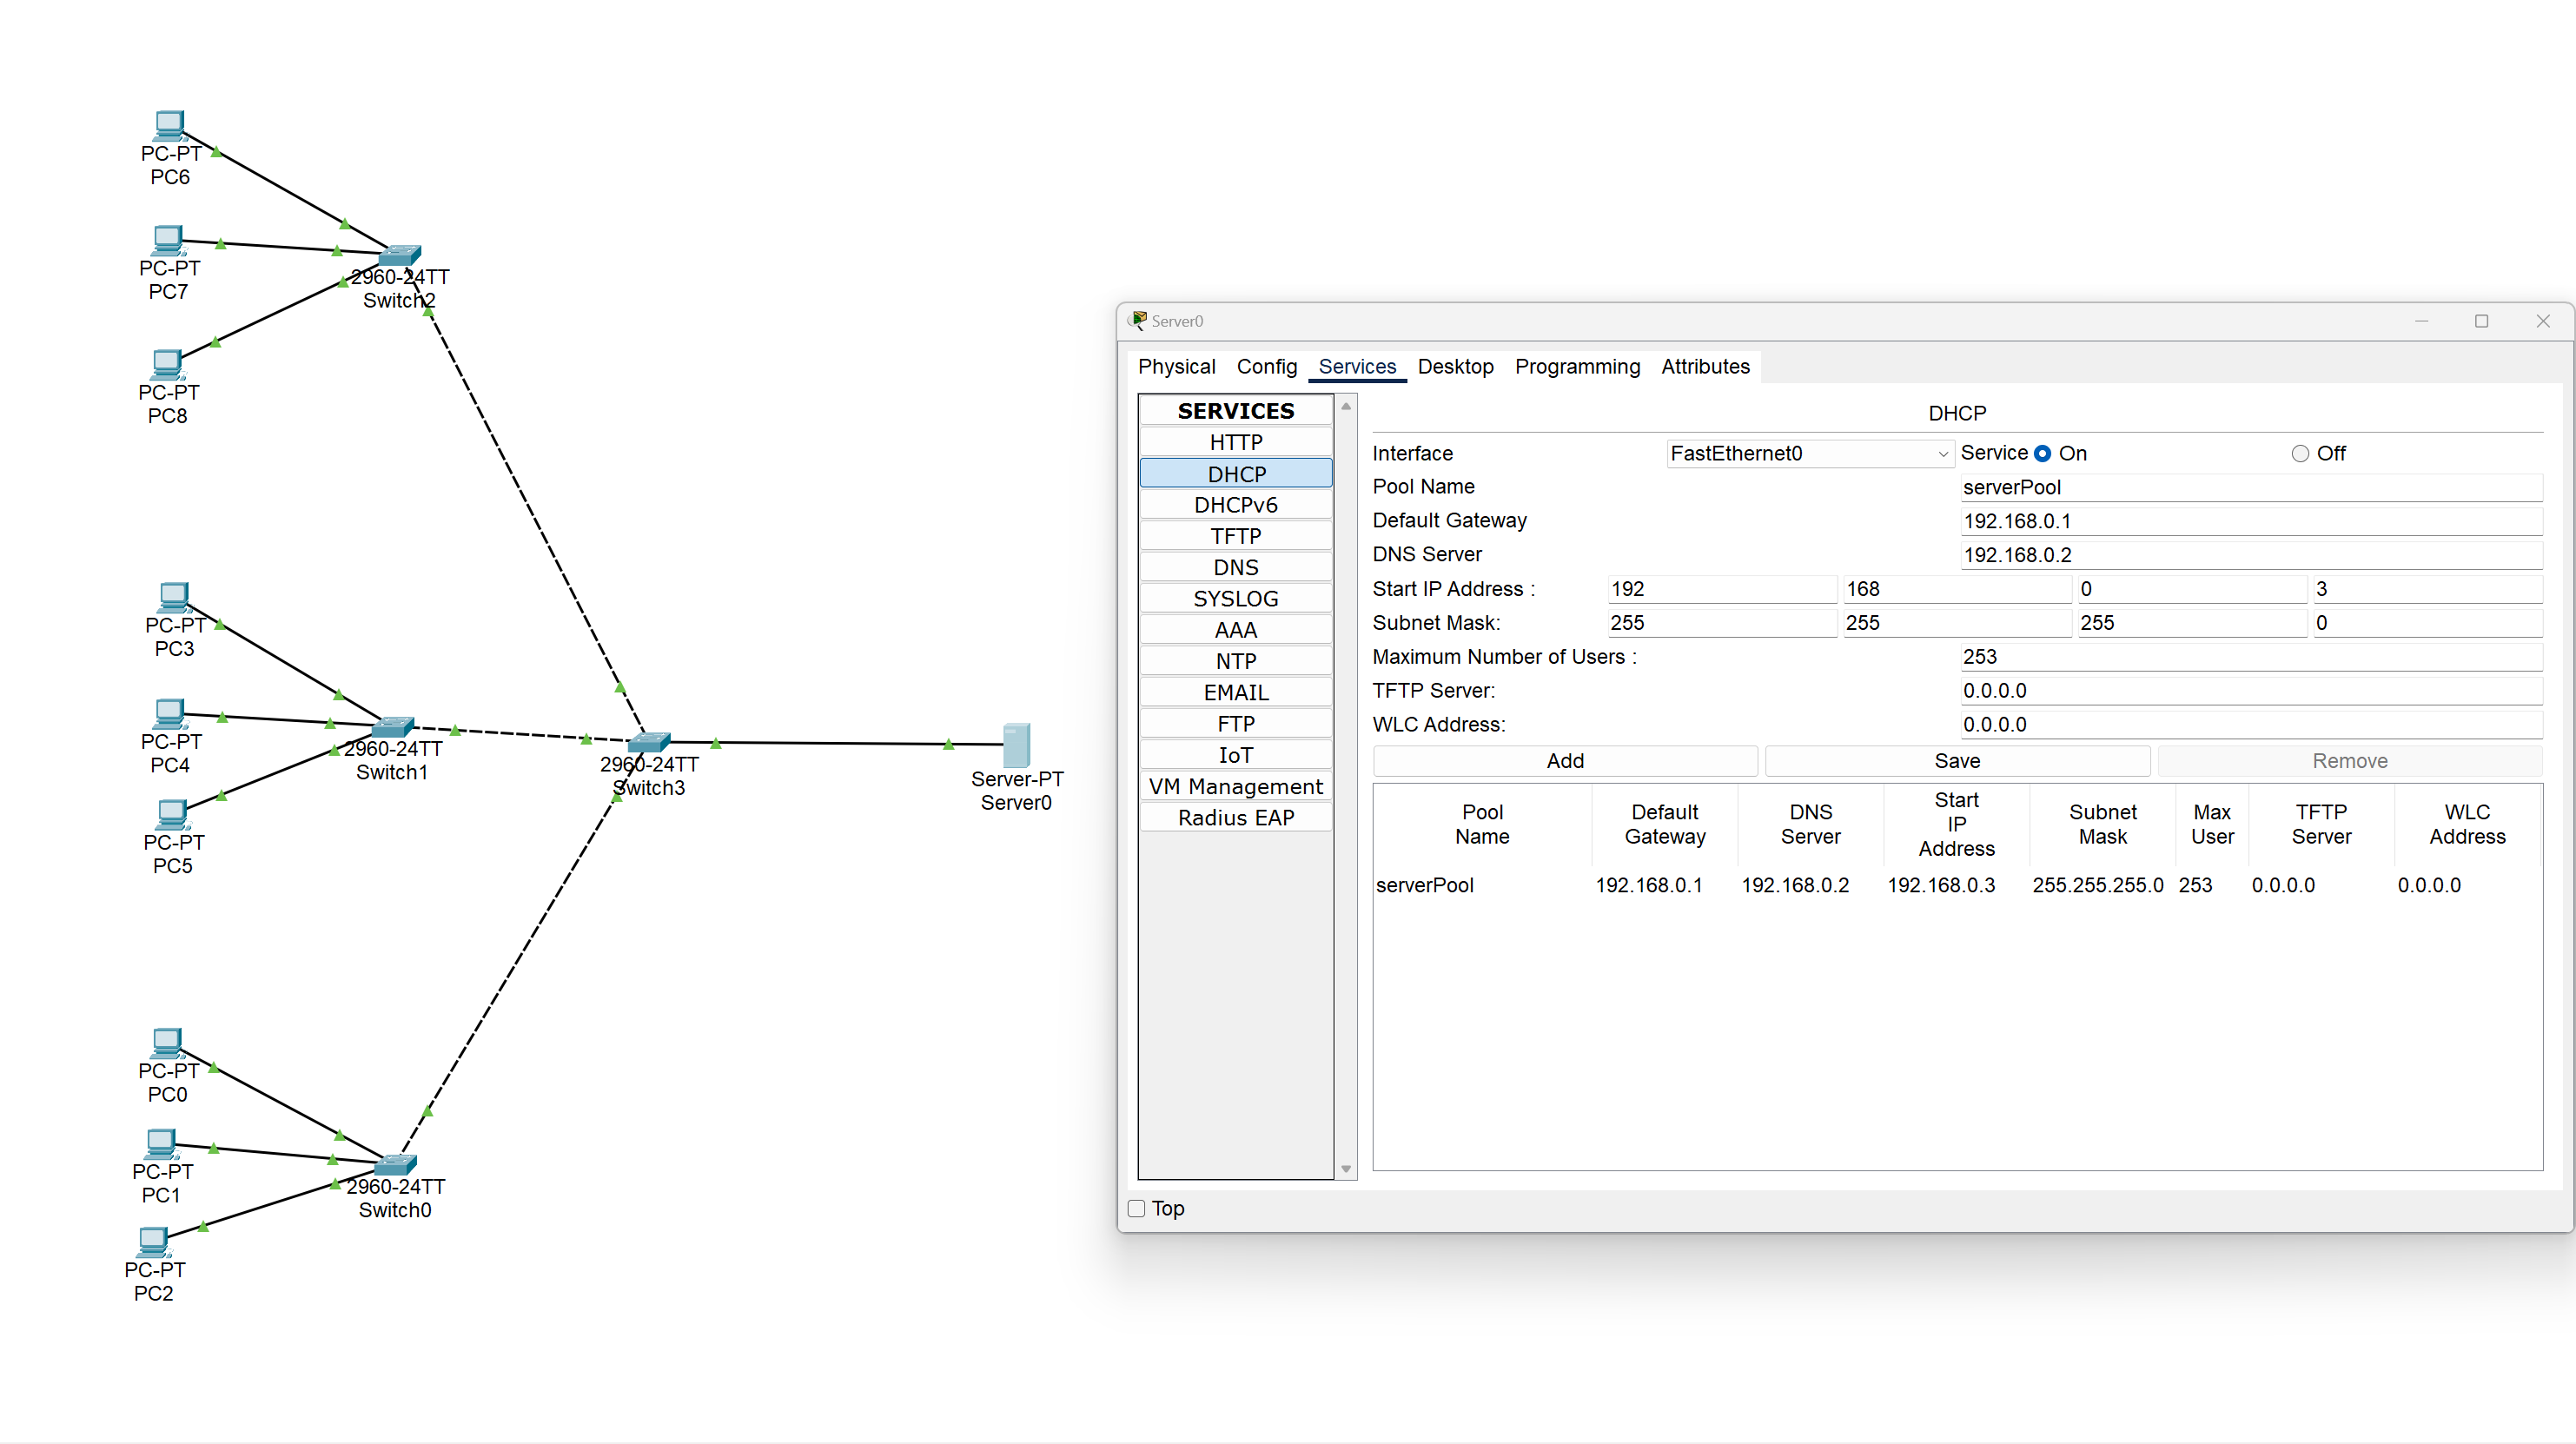 PC-PT
PC6
PC-PT
PC7
PC-PT
PC8
2960-24TT
Switch2
PC-PT
PC3
PC-PT
PC4
PC-PT
PC5
2960-24TT
Switch1
2960-24TT
Switch3
Server-PT
Server0
PC-PT
PC0
PC-PT
PC1
PC-PT
PC2
2960-24TT
Switch0
Server0
Physical Config Services Desktop Programming Attributes
SERVICES
HTTP
DHCP
DHCPv6
TFTP
DNS
SYSLOG
AAA
NTP
EMAIL
FTP
IoT
VM Management
Radius EAP
DHCP
Interface FastEthernet0 Service On Off
Pool Name serverPool
Default Gateway 192.168.0.1
DNS Server 192.168.0.2
Start IP Address : 192 168 0 3
Subnet Mask: 255 255 255 0
Maximum Number of Users : 253
TFTP Server: 0.0.0.0
WLC Address: 0.0.0.0
Add Save Remove
Pool Name Default Gateway DNS Server Start IP Address Subnet Mask Max User TFTP Server WLC Address
serverPool 192.168.0.1 192.168.0.2 192.168.0.3 255.255.255.0 253 0.0.0.0 0.0.0.0
Top